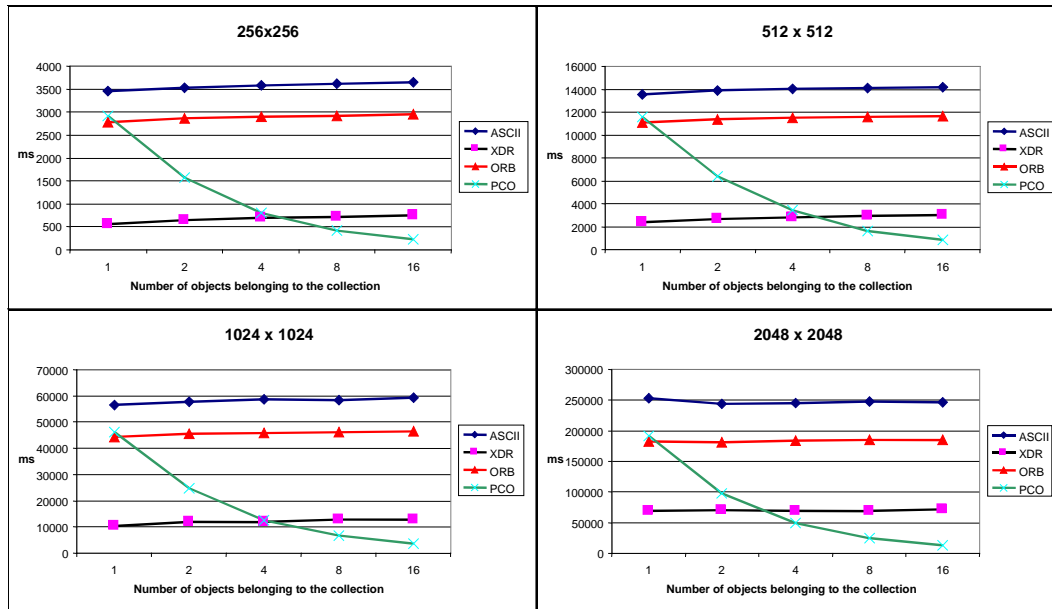 256x256
4000
3500
3000
2500
2000
1500
1000
500
0
ms
1 2 4 8 16
Number of objects belonging to the collection
ASCII
XDR
ORB
PCO
512 x 512
16000
14000
12000
10000
8000
6000
4000
2000
0
ms
1 2 4 8 16
Number of objects belonging to the collection
ASCII
XDR
ORB
PCO
1024 x 1024
70000
60000
50000
40000
30000
20000
10000
0
ms
1 2 4 8 16
Number of objects belonging to the collection
ASCII
XDR
ORB
PCO
2048 x 2048
300000
250000
200000
150000
100000
50000
0
ms
1 2 4 8 16
Number of objects belonging to the collection
ASCII
XDR
ORB
PCO